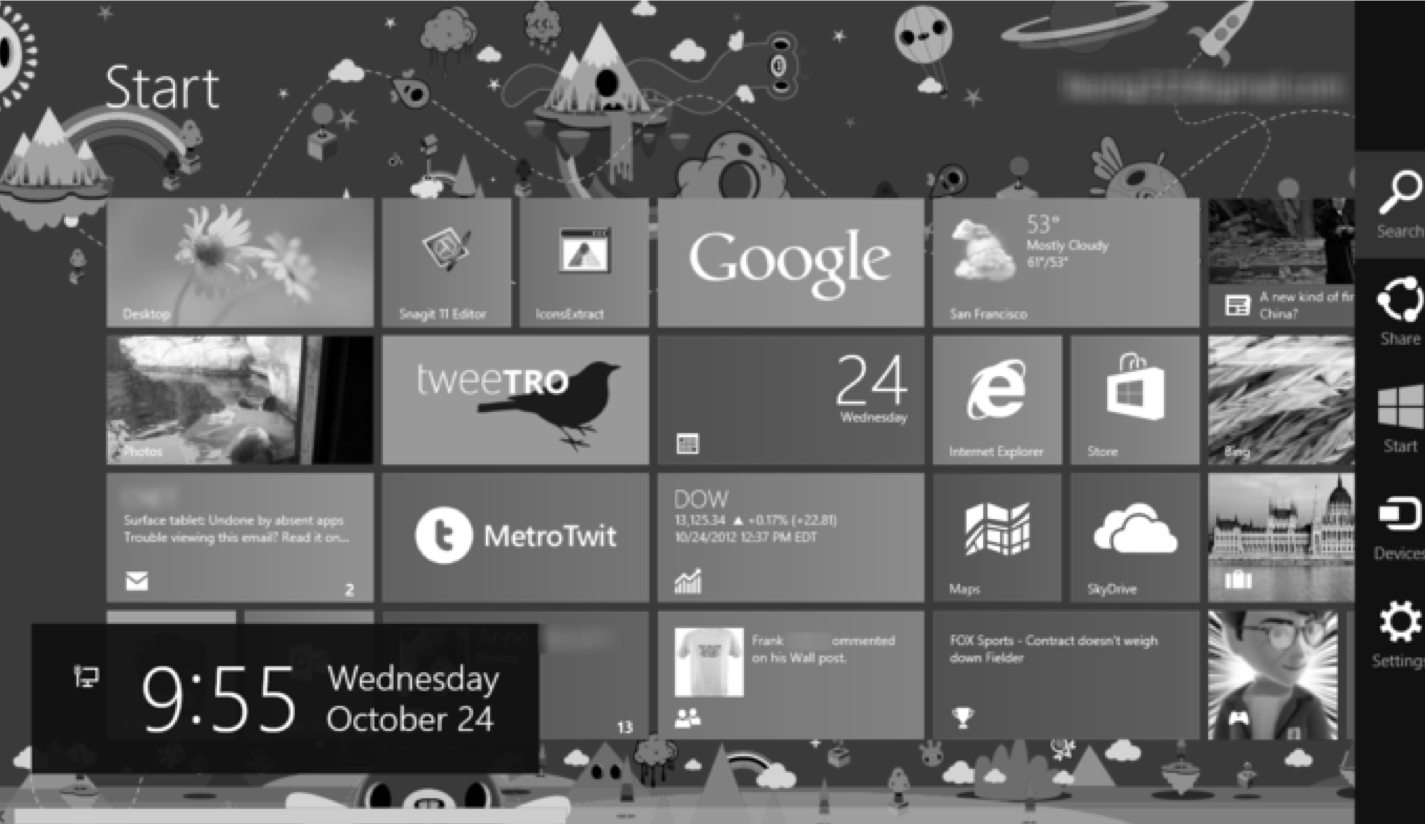 Start
Search
Share
Start
Devices
Settings
Desktop
Snagit 11 Editor
IconsExtract
Google
53°
Mostly Cloudy
61°/53°
San Francisco
A new kind of fir
China?
Photos
tweeTRO
24
Wednesday
Internet Explorer
Store
Bing
Surface tablet: Undone by absent apps
Trouble viewing this email? Read it on...
2
MetroTwit
DOW
13,125.34 ▲ +0.17% (+22.81)
10/24/2012 12:37 PM EDT
Maps
SkyDrive
9:55
Wednesday
October 24
13
Frank ommented
on his Wall post.
FOX Sports - Contract doesn't weigh
down Fielder